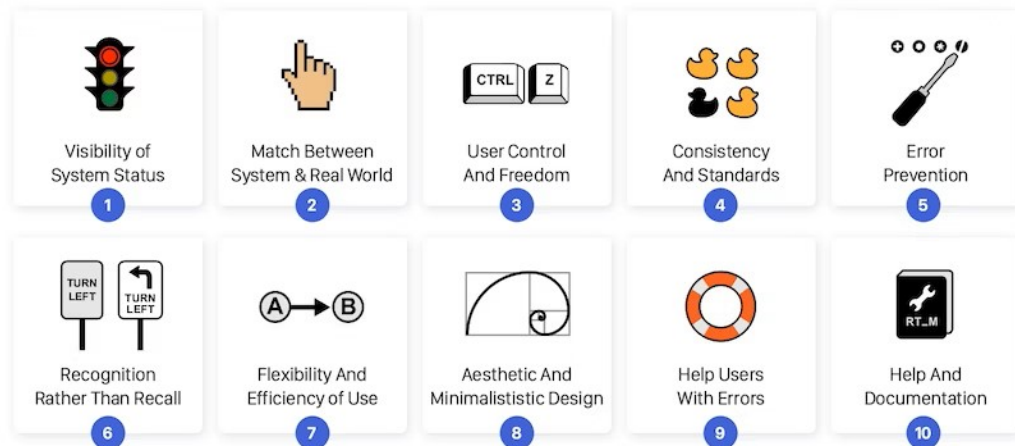 CTRL Z
Visibility of
System Status
1
Match Between
System & Real World
2
User Control
And Freedom
3
Consistency
And Standards
4
Error
Prevention
5
TURN
LEFT
TURN
LEFT
A B
RT_M
Recognition
Rather Than Recall
6
Flexibility And
Efficiency of Use
7
Aesthetic And
Minimalististic Design
8
Help Users
With Errors
9
Help And
Documentation
10